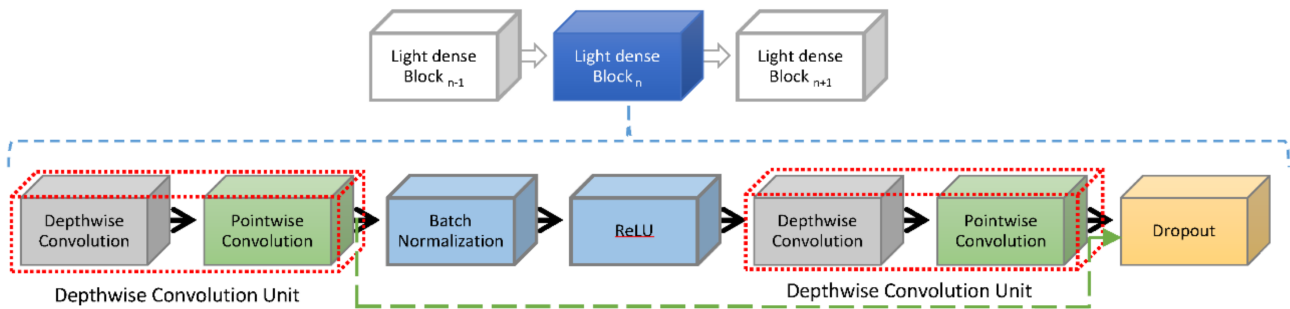 Light dense
Block n-1
Light dense
Block n
Light dense
Block n+1
Depthwise
Convolution
Pointwise
Convolution
Batch
Normalization
ReLU
Depthwise
Convolution
Pointwise
Convolution
Dropout
Depthwise Convolution Unit
Depthwise Convolution Unit